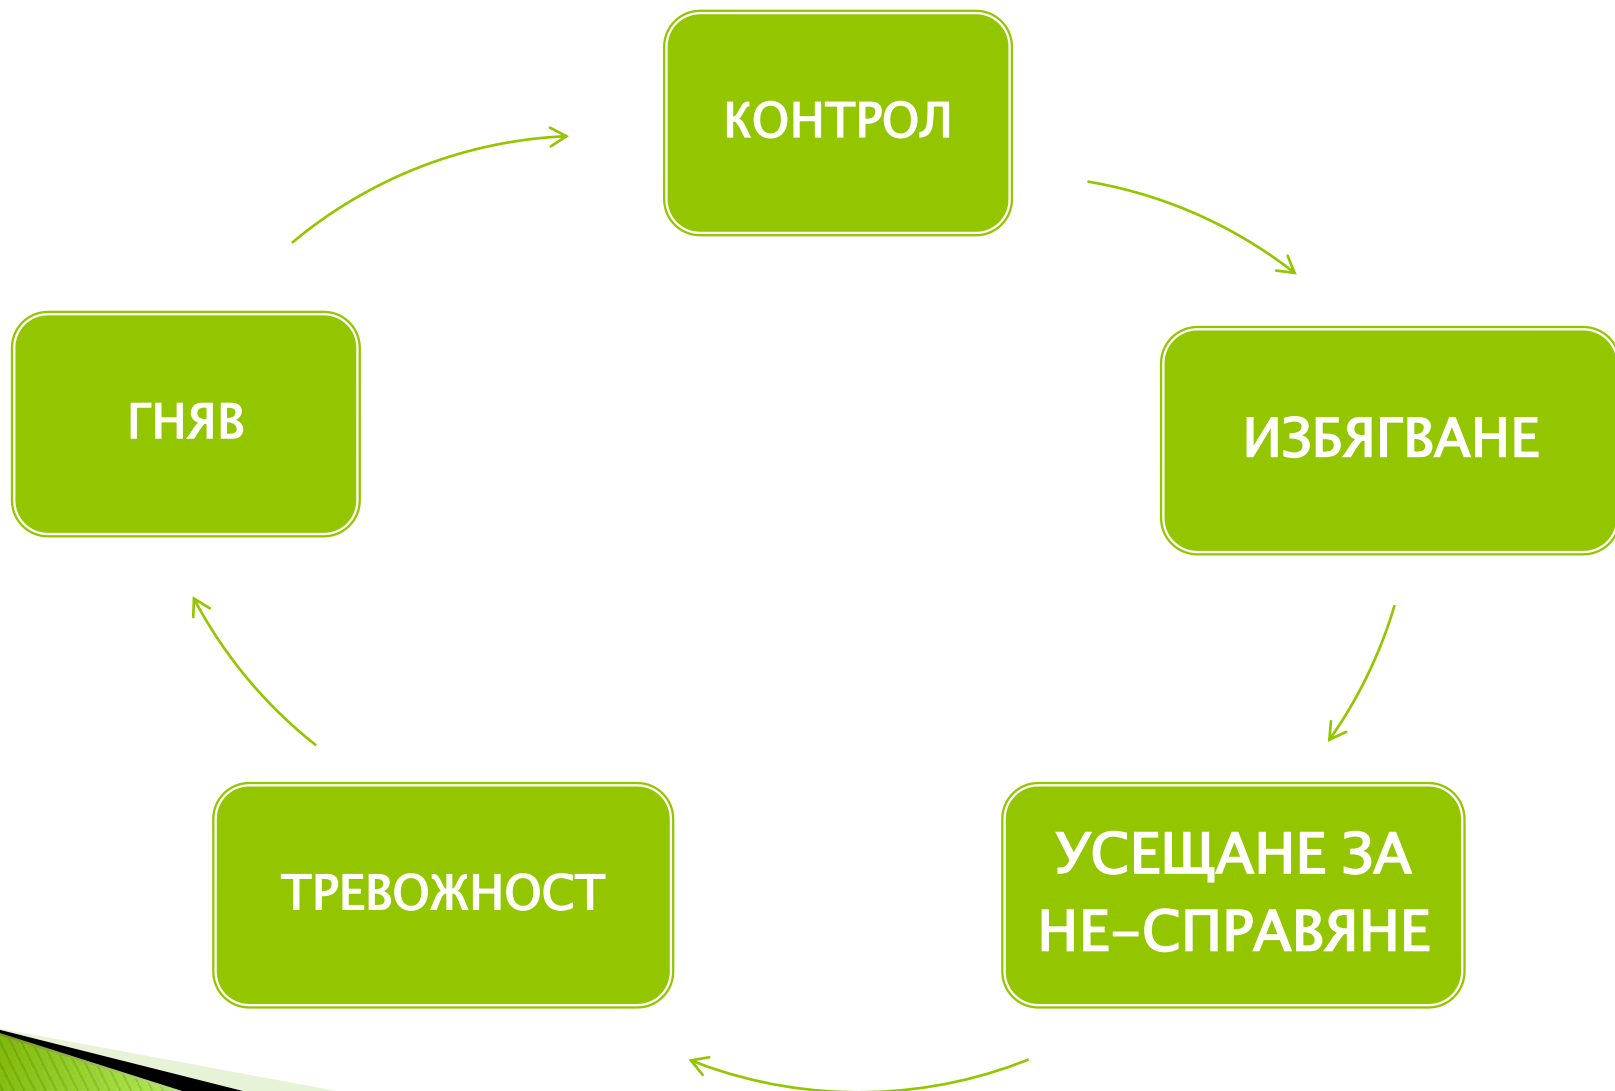 КОНТРОЛ
ИЗБЯГВАНЕ
УСЕЩАНЕ ЗА
НЕ-СПРАВЯНЕ
ТРЕВОЖНОСТ
ГНЯВ